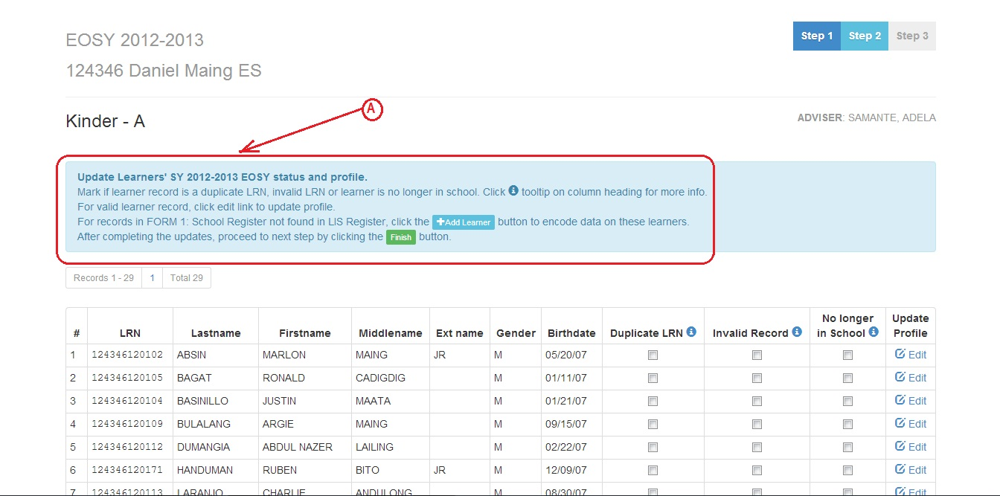 EOSY 2012-2013
Step 1 Step 2 Step 3
124346 Daniel Maing ES
A
Kinder - A
ADVISER: SAMANTE, ADELA
Update Learners' SY 2012-2013 EOSY status and profile.
Mark if learner record is a duplicate LRN, invalid LRN or learner is no longer in school. Click i tooltip on column heading for more info.
For valid learner record, click edit link to update profile.
For records in FORM 1: School Register not found in LIS Register, click the +Add Learner button to encode data on these learners.
After completing the updates, proceed to next step by clicking the Finish button.
Records 1 - 29 1 Total 29
# LRN Lastname Firstname Middlename Ext name Gender Birthdate Duplicate LRN i Invalid Record i No longer in School i Update Profile
1 124346120102 ABSIN MARLON MAING JR M 05/20/07 Edit
2 124346120105 BAGAT RONALD CADIGDIG M 01/11/07 Edit
3 124346120104 BASINILLO JUSTIN MAATA M 01/21/07 Edit
4 124346120109 BULALANG ARGIE MAING M 09/15/07 Edit
5 124346120112 DUMANGIA ABDUL NAZER LAILING M 02/22/07 Edit
6 124346120171 HANDUMAN RUBEN BITO JR M 12/09/07 Edit
7 124346120113 LARANJO CHARLIE ANDULONG M 08/30/07 Edit